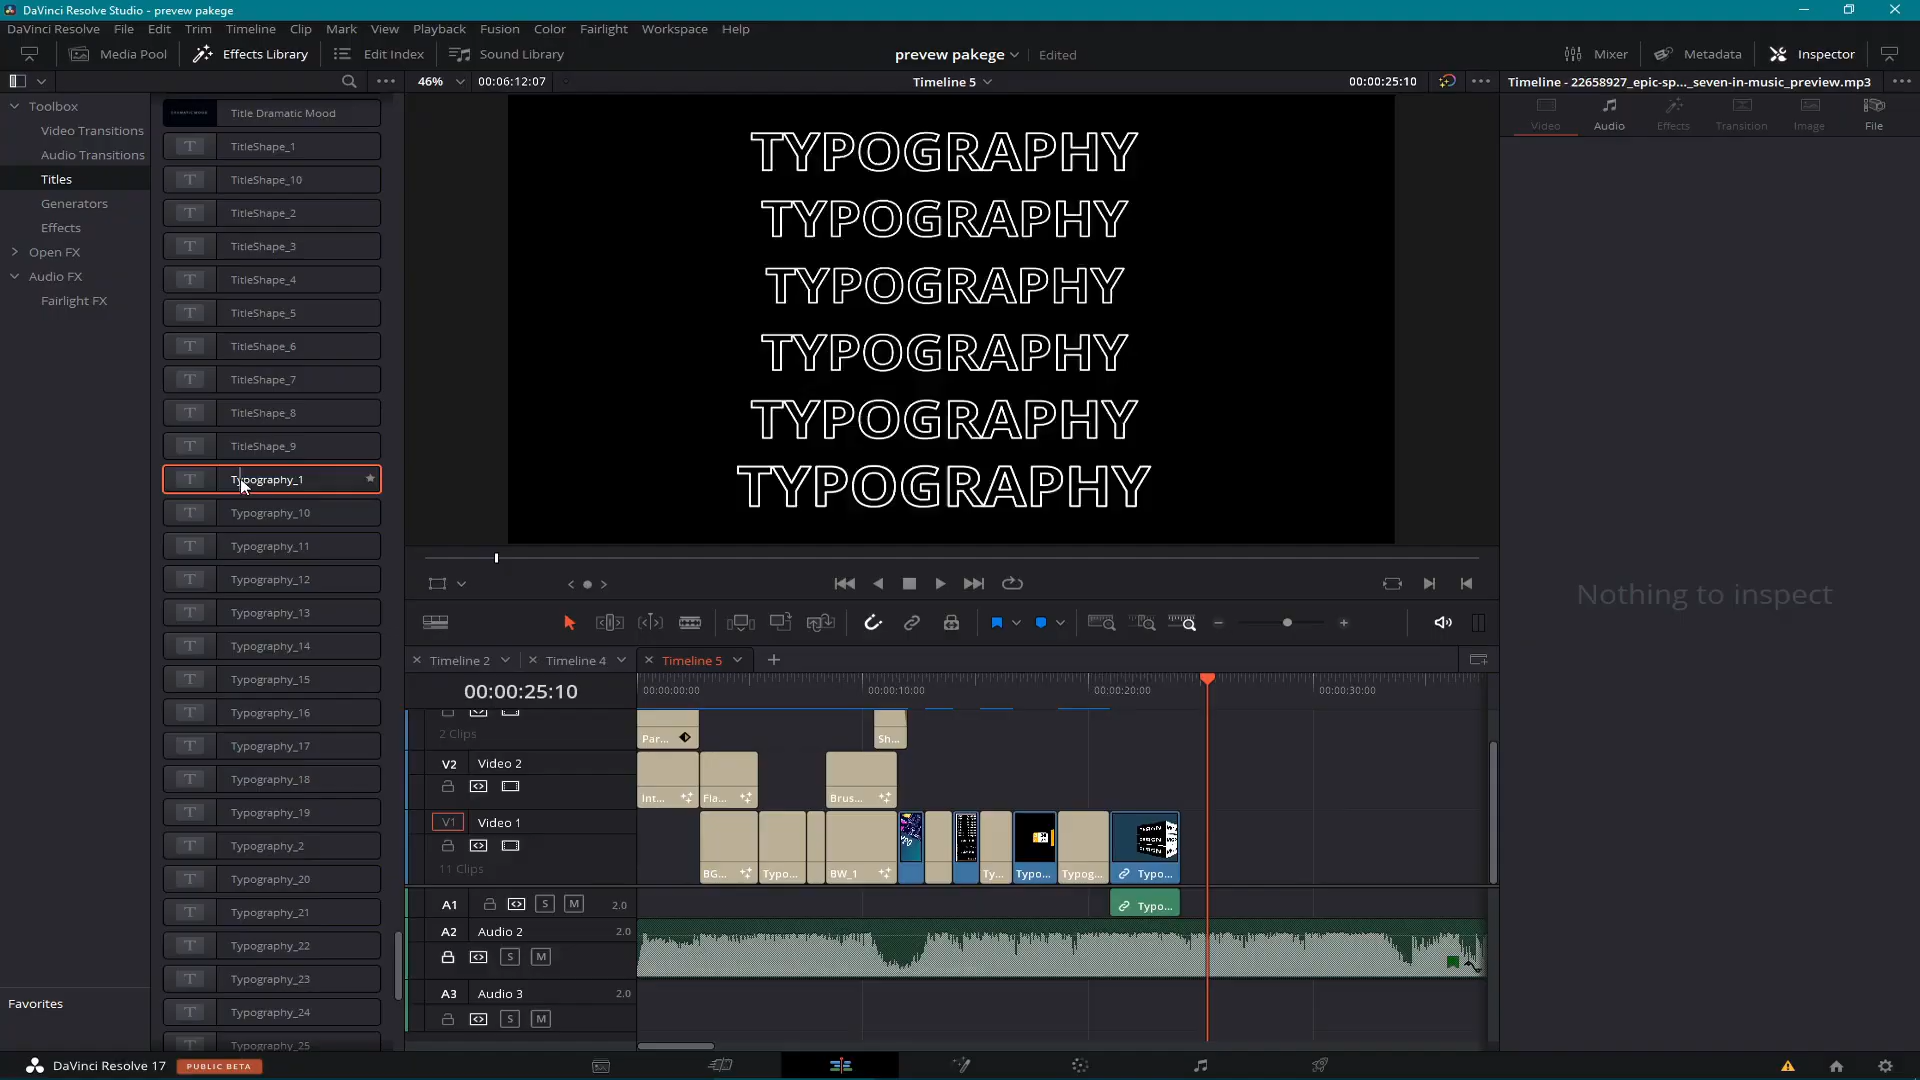 DaVinci Resolve Studio - prevew pakege
DaVinci Resolve File Edit Trim Timeline Clip Mark View Playback Fusion Color Fairlight Workspace Help
Media Pool Effects Library Edit Index Sound Library prevew pakege Edited Mixer Metadata Inspector
46% 00:06:12:07 Timeline 5 00:00:25:10 Timeline - 22658927_epic-sp..._seven-in-music_preview.mp3
Video Audio Effects Transition Image File
Nothing to inspect
Toolbox
Video Transitions
Audio Transitions
Titles
Generators
Effects
Open FX
Audio FX
Fairlight FX
Favorites
Title Dramatic Mood
TitleShape_1
TitleShape_10
TitleShape_2
TitleShape_3
TitleShape_4
TitleShape_5
TitleShape_6
TitleShape_7
TitleShape_8
TitleShape_9
Typography_1
Typography_10
Typography_11
Typography_12
Typography_13
Typography_14
Typography_15
Typography_16
Typography_17
Typography_18
Typography_19
Typography_2
Typography_20
Typography_21
Typography_22
Typography_23
Typography_24
Typography_25
TYPOGRAPHY
TYPOGRAPHY
TYPOGRAPHY
TYPOGRAPHY
TYPOGRAPHY
TYPOGRAPHY
Timeline 2 Timeline 4 Timeline 5
00:00:25:10 00:00:00:00 00:00:10:00 00:00:20:00 00:00:30:00
2 Clips Par... Sh...
V2 Video 2
Int... Fla... Brus...
V1 Video 1
11 Clips BG... Typo... BW_1 Ty... Typo... Typog... Typo...
A1 S M 2.0 Typo...
A2 Audio 2 2.0
S M
A3 Audio 3 2.0
S M
DaVinci Resolve 17 PUBLIC BETA